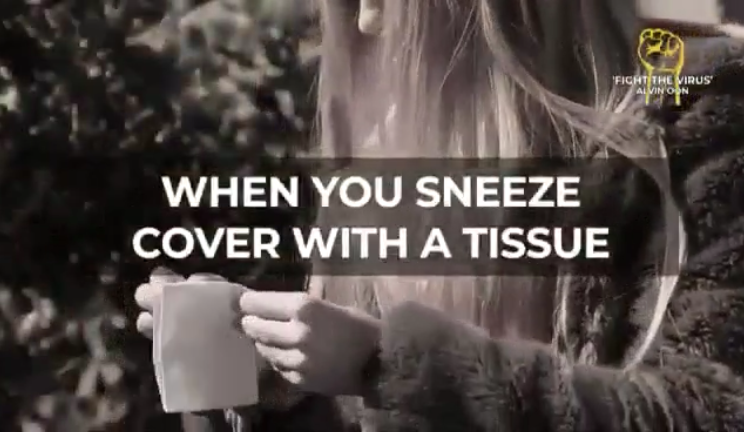 'FIGHT THE VIRUS'
ALVIN OON
WHEN YOU SNEEZE
COVER WITH A TISSUE